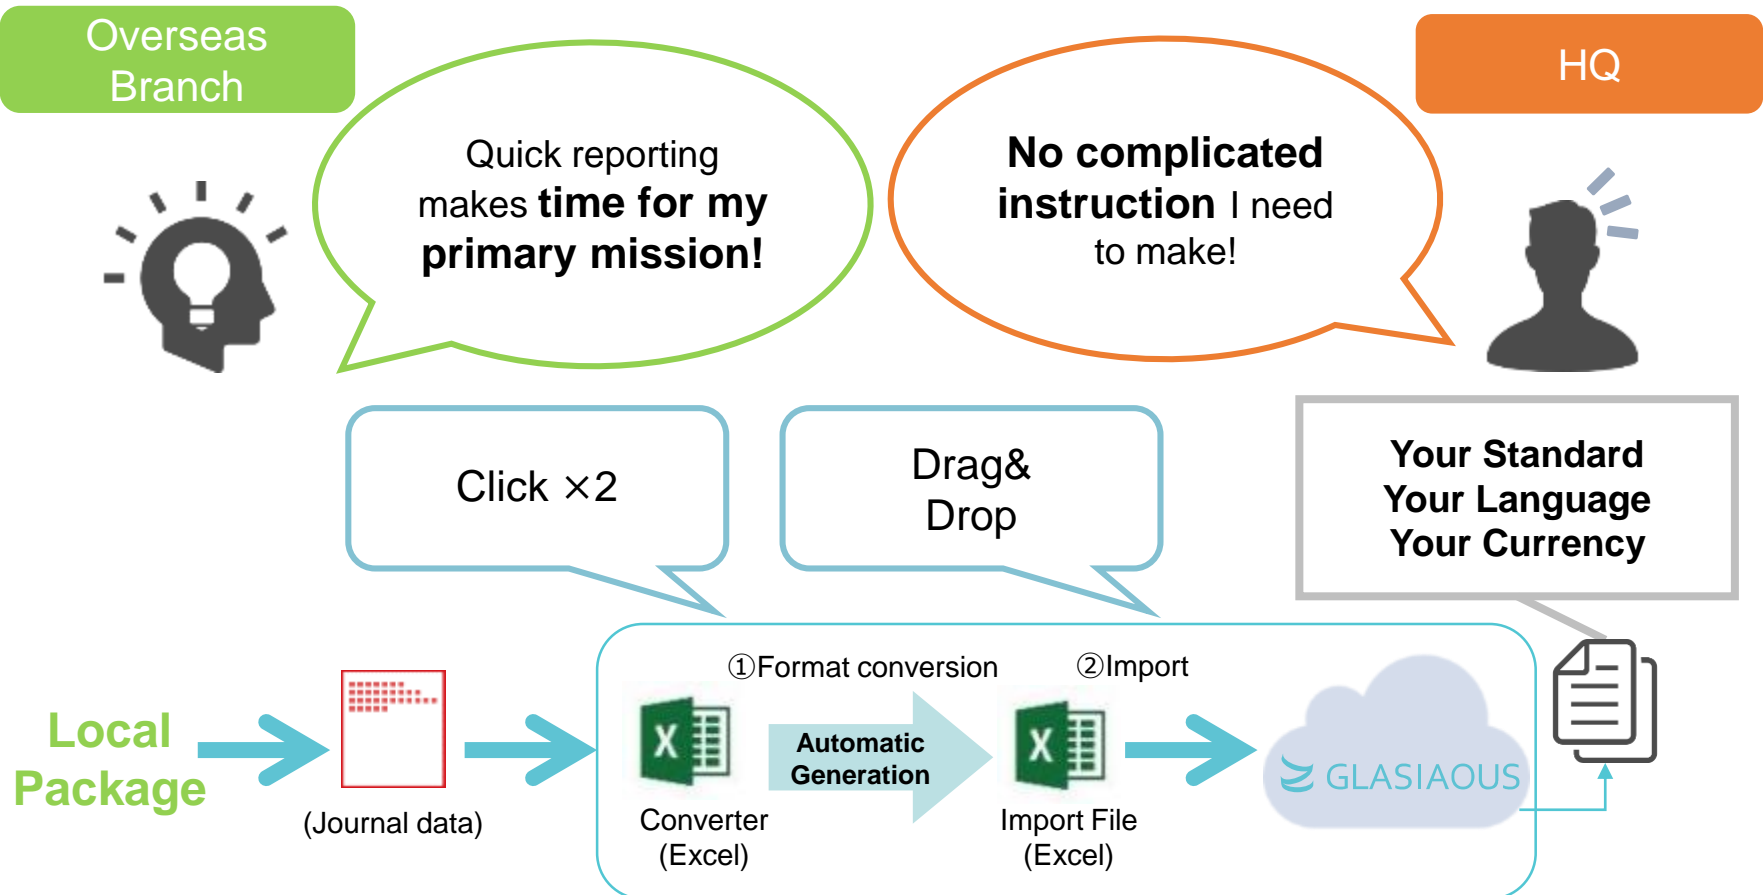 Overseas
Branch
Quick reporting
makes time for my
primary mission!
No complicated
instruction I need
to make!
HQ
Click ×2
Drag&
Drop
Your Standard
Your Language
Your Currency
①Format conversion
②Import
Local
Package
(Journal data)
Automatic
Generation
Converter
(Excel)
Import File
(Excel)
GLASIAOUS